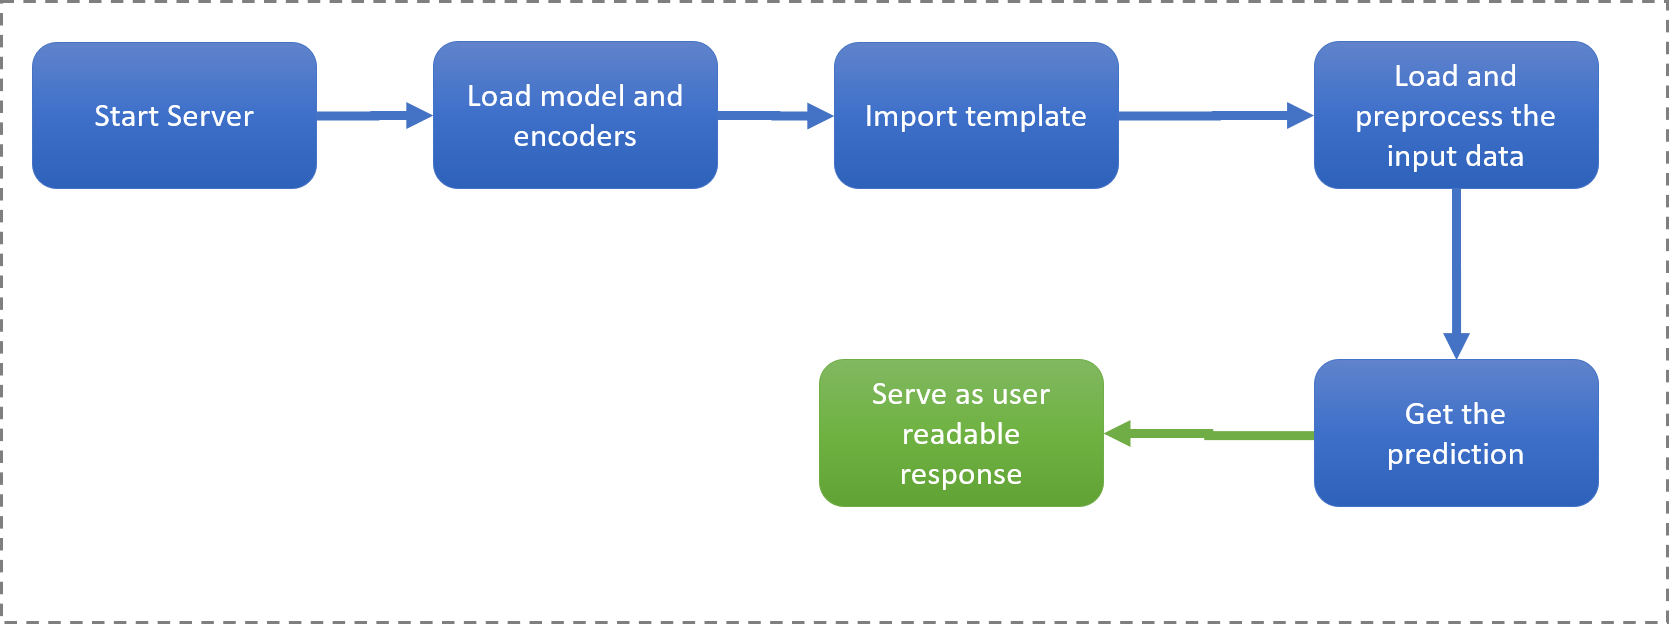 Start Server
Load model and
encoders
Import template
Load and
preprocess the
input data
Get the
prediction
Serve as user
readable
response